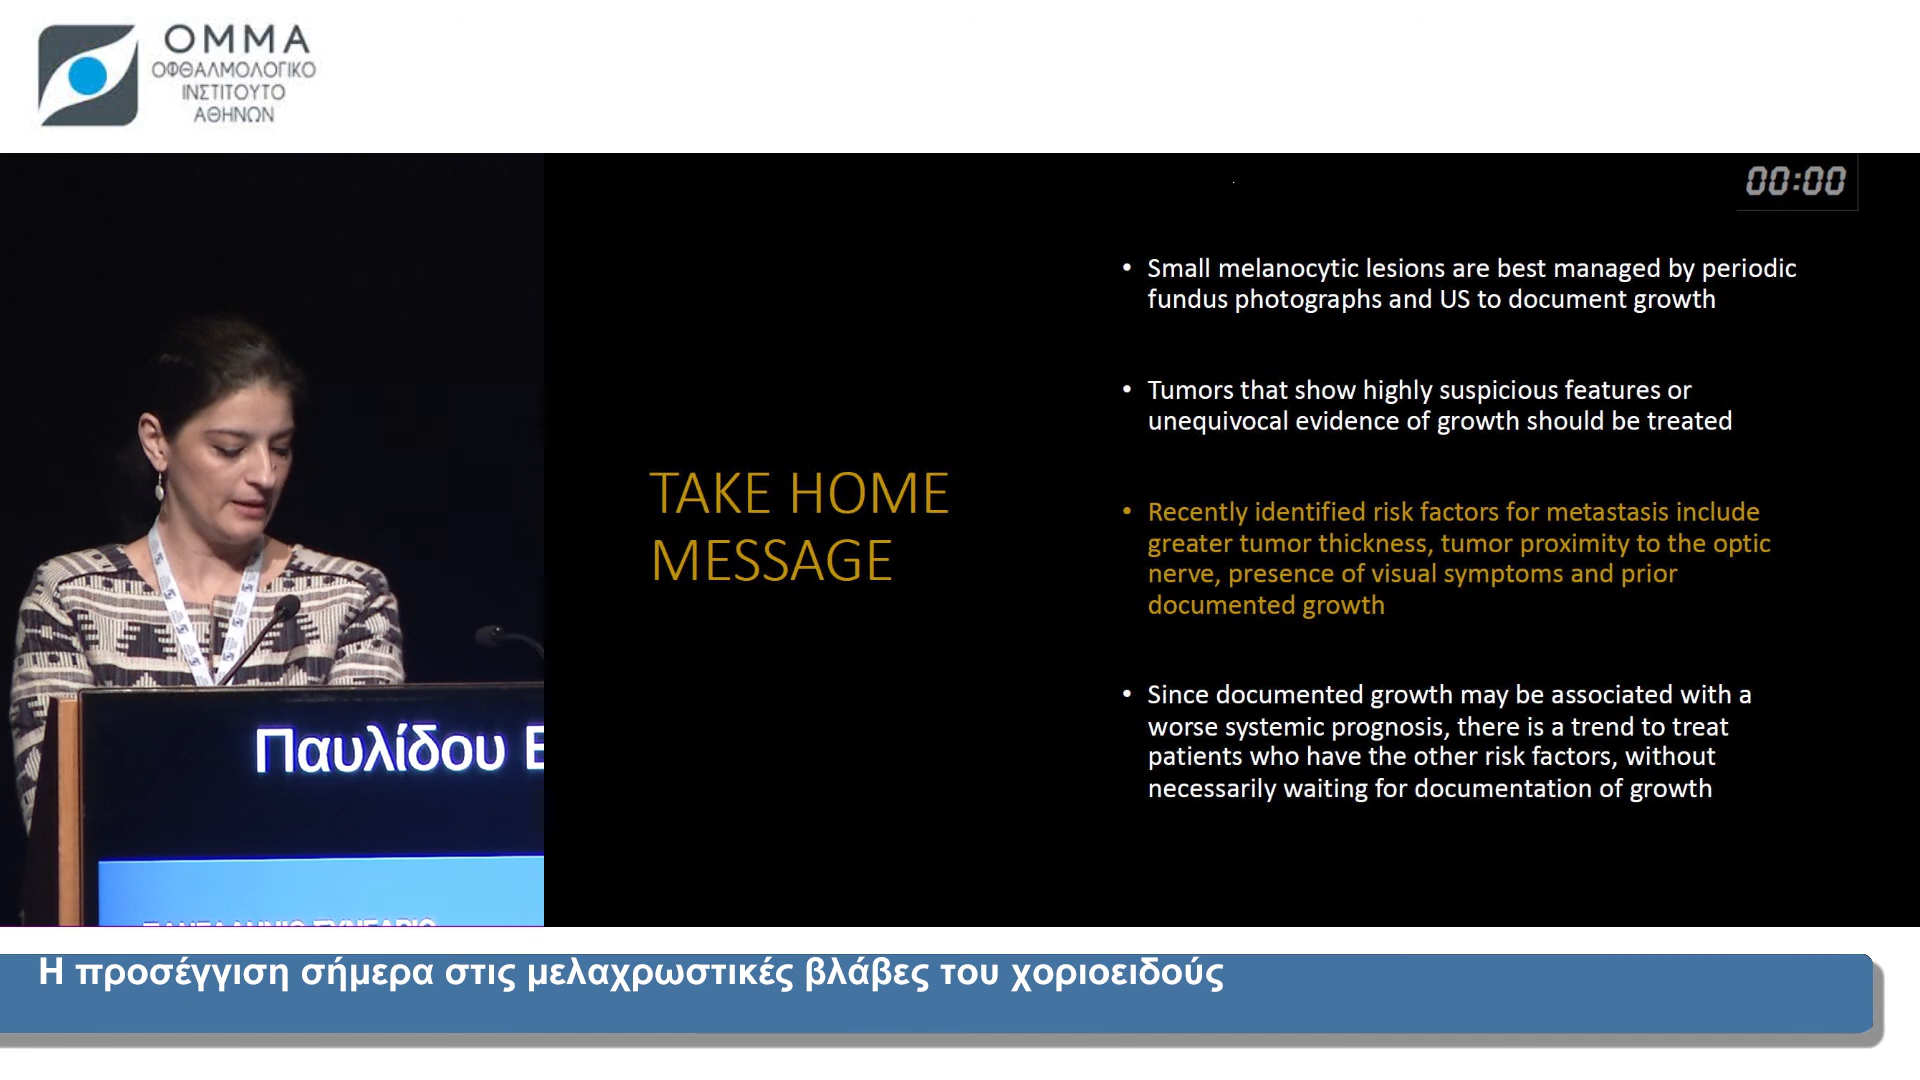 ΟΜΜΑ
ΟΦΘΑΛΜΟΛΟΓΙΚΟ
ΙΝΣΤΙΤΟΥΤΟ
ΑΘΗΝΩΝ
00:00
TAKE HOME
MESSAGE
• Small melanocytic lesions are best managed by periodic
fundus photographs and US to document growth
• Tumors that show highly suspicious features or
unequivocal evidence of growth should be treated
• Recently identified risk factors for metastasis include
greater tumor thickness, tumor proximity to the optic
nerve, presence of visual symptoms and prior
documented growth
• Since documented growth may be associated with a
worse systemic prognosis, there is a trend to treat
patients who have the other risk factors, without
necessarily waiting for documentation of growth
Παυλίδου Ε
Η προσέγγιση σήμερα στις μελαχρωστικές βλάβες του χοριοειδούς